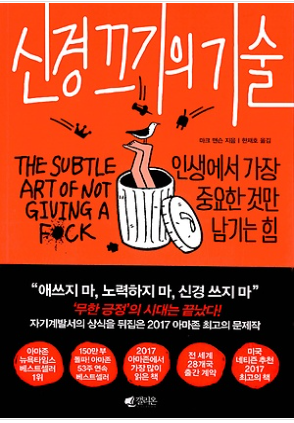 신경 끄기의 기술
마크 맨슨 지음 | 한재호 옮김
THE SUBTLE
ART OF NOT
GIVING A
F CK
인생에서 가장
중요한 것만
남기는 힘
“애쓰지 마, 노력하지 마, 신경 쓰지 마”
‘무한 긍정’의 시대는 끝났다!
자기계발서의 상식을 뒤집은 2017 아마존 최고의 문제작
아마존
뉴욕타임스
베스트셀러
1위
150만 부
돌파! 아마존
53주 연속
베스트셀러
2017
아마존에서
가장 많이
읽은 책
전 세계
28개국
출간 계약
미국
네티즌 추천
2017
최고의 책
갤리온